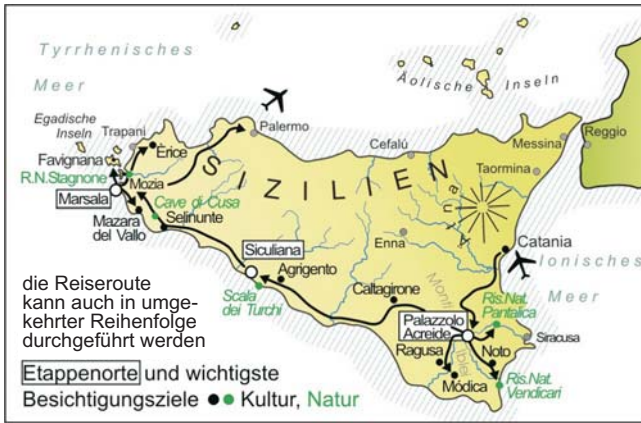 Tyrrhenisches
Meer
Äolische Inseln
Egadische
Inseln
Trapani
Palermo
Messina
Reggio
Cefalú
Favignana
Érice
R.N.Stagnone
Mozia
Taormina
SIZILIEN
Marsala
Cave di Cusa
Mazara
del Vallo
Selinunte
Enna
Catania
Ionisches
Meer
Siculiana
Agrigento
Caltagirone
Scala
dei Turchi
Ris.Nat.
Pantalica
Palazzolo
Acreide
Siracusa
Ragusa
Noto
Módica
Ris.Nat.
Vendicari
die Reiseroute
kann auch in umge-
kehrter Reihenfolge
durchgeführt werden
Etappenorte und wichtigste
Besichtigungsziele Kultur, Natur